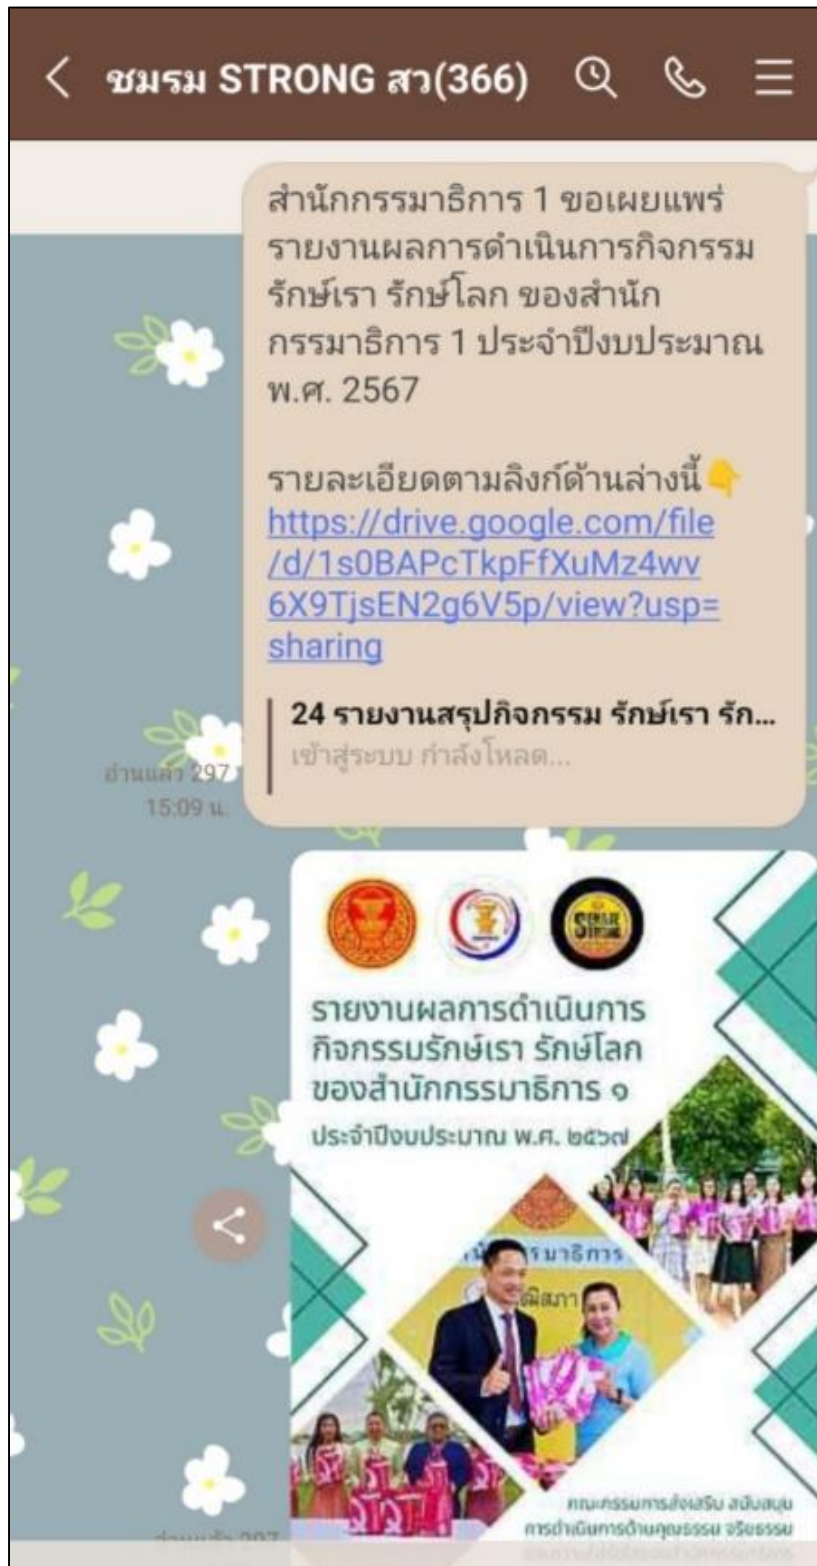 ชมรม STRONG สว(366)
สำนักกรรมาธิการ 1 ขอเผยแพร่
รายงานผลการดำเนินการกิจกรรม
รักษ์เรา รักษ์โลก ของสำนัก
กรรมาธิการ 1 ประจำปีงบประมาณ
พ.ศ. 2567
รายละเอียดตามลิงก์ด้านล่างนี้👇
https://drive.google.com/file
/d/1s0BAPcTkpFfXuMz4wv
6X9TjsEN2g6V5p/view?usp=
sharing
24 รายงานสรุปกิจกรรม รักษ์เรา รัก...
เข้าสู่ระบบ กำลังโหลด...
อ่านแล้ว 297
15:09 น.
รายงานผลการดำเนินการ
กิจกรรมรักษ์เรา รักษ์โลก
ของสำนักกรรมาธิการ ๑
ประจำปีงบประมาณ พ.ศ. ๒๕๖๗
คณะกรรมการส่งเสริม สนับสนุน
การดำเนินการด้านคุณธรรม จริยธรรม
อ่านแล้ว 297